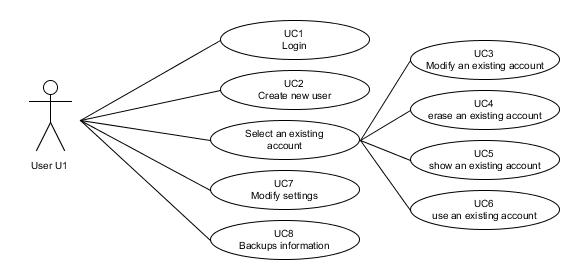 UC1
Login
UC2
Create new user
Select an existing
account
UC7
Modify settings
UC8
Backups information
User U1
UC3
Modify an existing account
UC4
erase an existing account
UC5
show an existing account
UC6
use an existing account